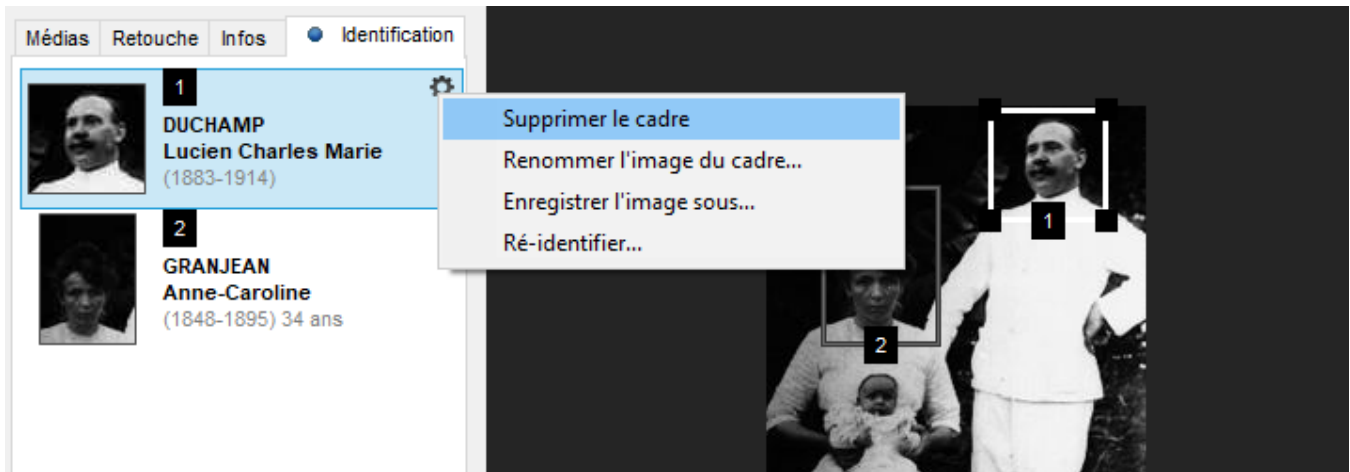 Médias Retouche Infos Identification
1
DUCHAMP
Lucien Charles Marie
(1883-1914)
2
GRANJEAN
Anne-Caroline
(1848-1895) 34 ans
Supprimer le cadre
Renommer l'image du cadre...
Enregistrer l'image sous...
Ré-identifier...
1
2